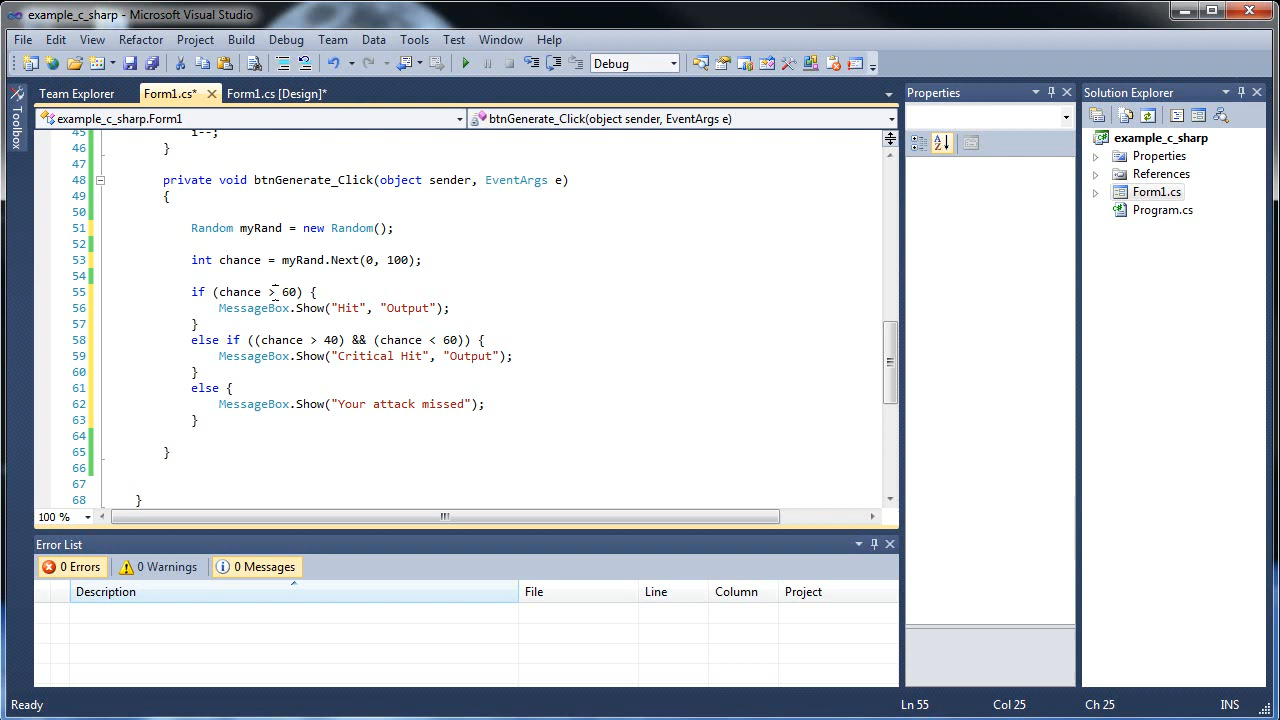 example_c_sharp - Microsoft Visual Studio
File Edit View Refactor Project Build Debug Team Data Tools Test Window Help
Debug
Team Explorer Form1.cs* Form1.cs [Design]*
example_c_sharp.Form1 btnGenerate_Click(object sender, EventArgs e)
Toolbox
45 i--;
46 }
47
48 private void btnGenerate_Click(object sender, EventArgs e)
49 {
50
51 Random myRand = new Random();
52
53 int chance = myRand.Next(0, 100);
54
55 if (chance > 60) {
56 MessageBox.Show("Hit", "Output");
57 }
58 else if ((chance > 40) && (chance < 60)) {
59 MessageBox.Show("Critical Hit", "Output");
60 }
61 else {
62 MessageBox.Show("Your attack missed");
63 }
64
65 }
66
67
68 }
100 %
Error List
0 Errors 0 Warnings 0 Messages
Description File Line Column Project
Properties
Solution Explorer
example_c_sharp
Properties
References
Form1.cs
Program.cs
Ready Ln 55 Col 25 Ch 25 INS